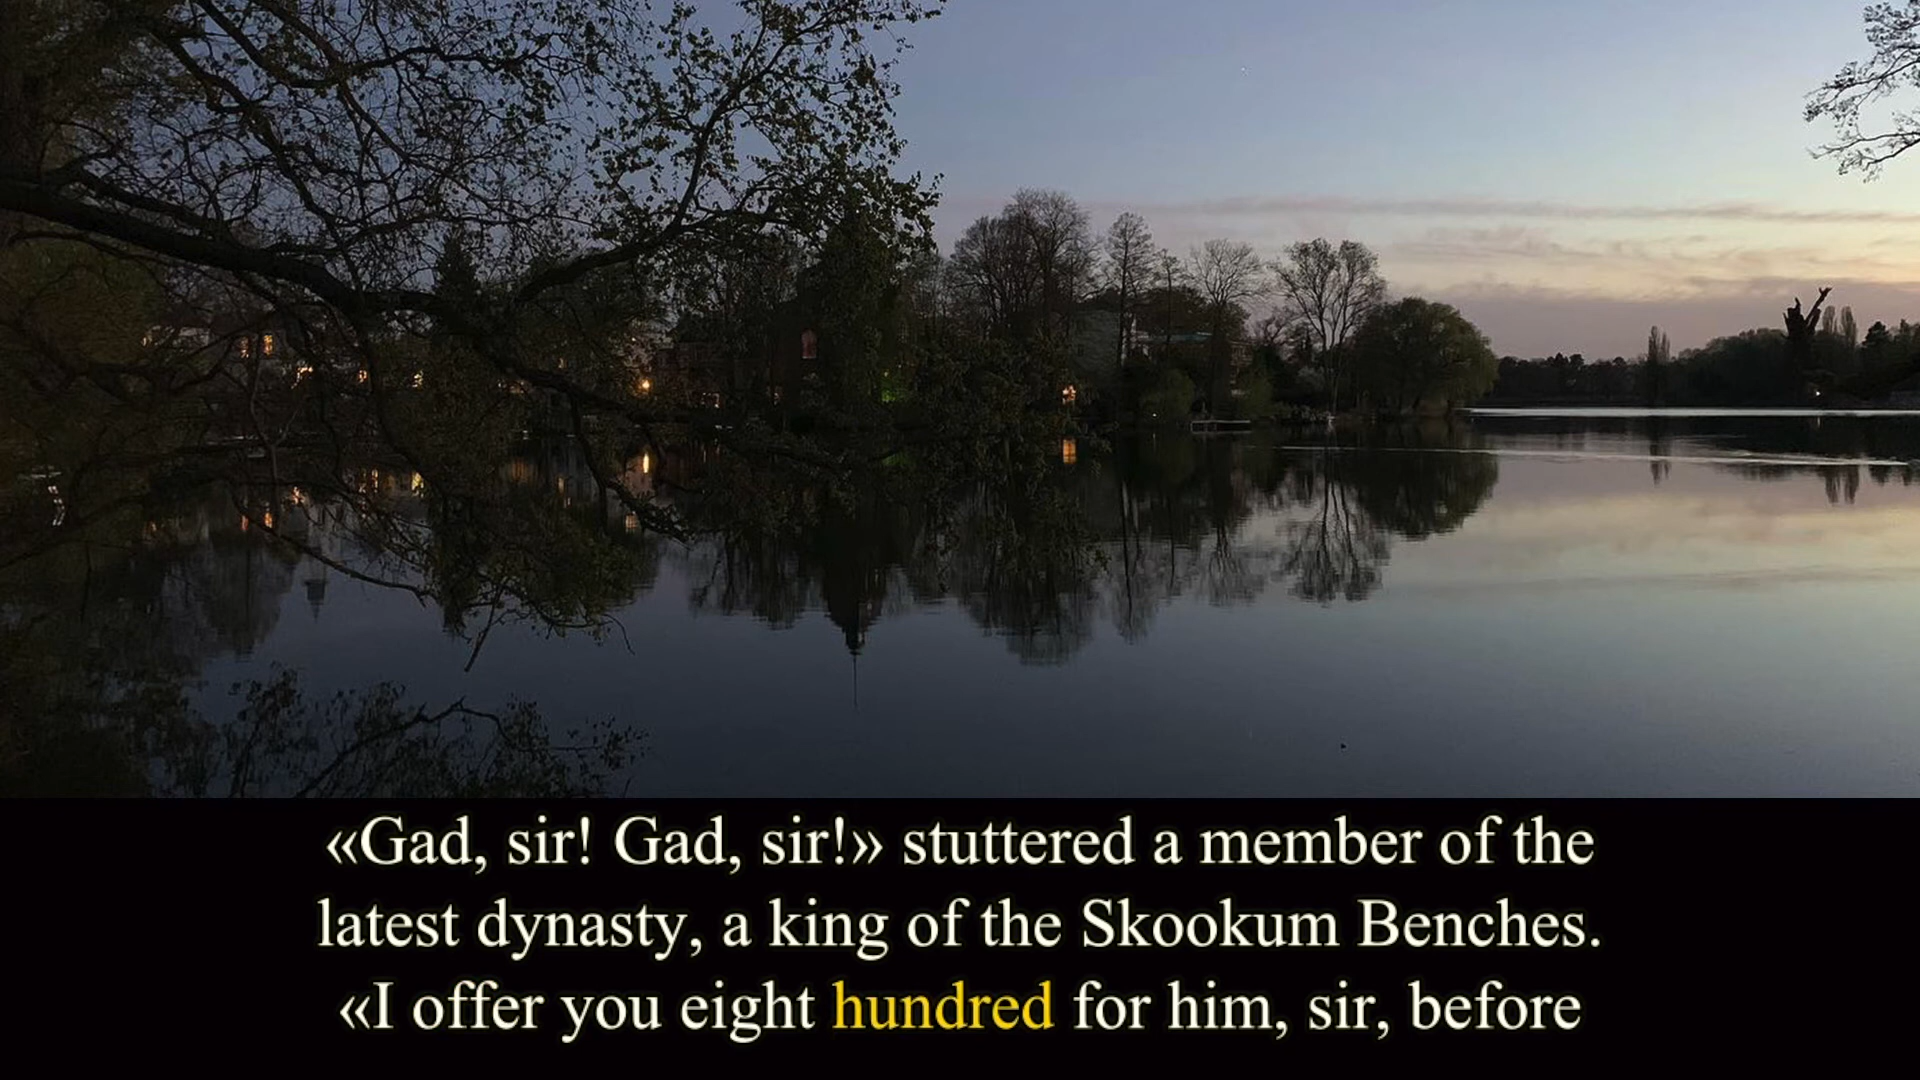 «Gad, sir! Gad, sir!» stuttered a member of the
latest dynasty, a king of the Skookum Benches.
«I offer you eight hundred for him, sir, before